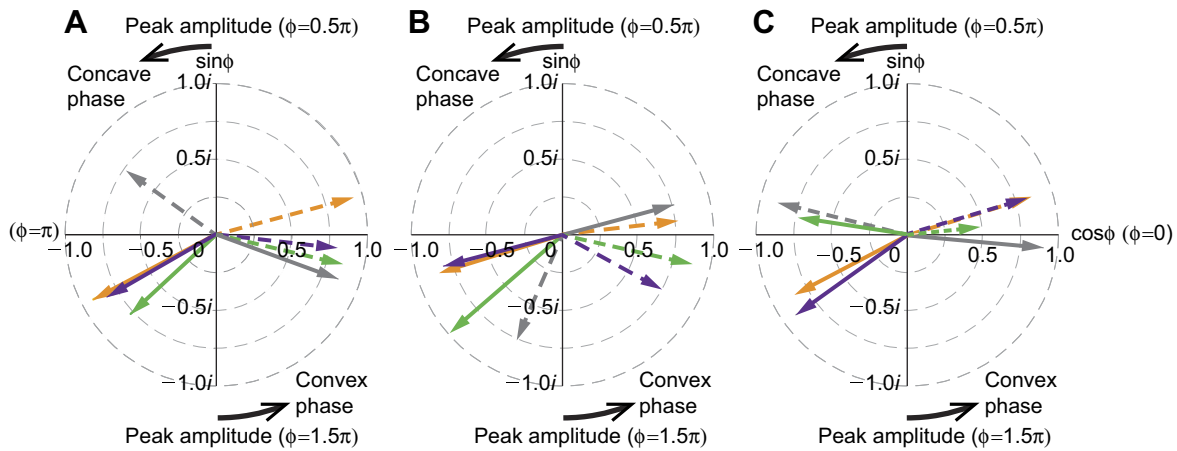 A
Peak amplitude (ϕ=0.5π)
Concave
phase
sinϕ
1.0i
0.5i
(ϕ=π)
−1.0
−0.5
0
0.5
1.0
−0.5i
−1.0i
Convex
phase
Peak amplitude (ϕ=1.5π)
B
Peak amplitude (ϕ=0.5π)
Concave
phase
sinϕ
1.0i
0.5i
−1.0
−0.5
0
0.5
1.0
−0.5i
−1.0i
Convex
phase
Peak amplitude (ϕ=1.5π)
C
Peak amplitude (ϕ=0.5π)
Concave
phase
sinϕ
1.0i
0.5i
−1.0
−0.5
0
0.5
1.0
cosϕ (ϕ=0)
−0.5i
−1.0i
Convex
phase
Peak amplitude (ϕ=1.5π)